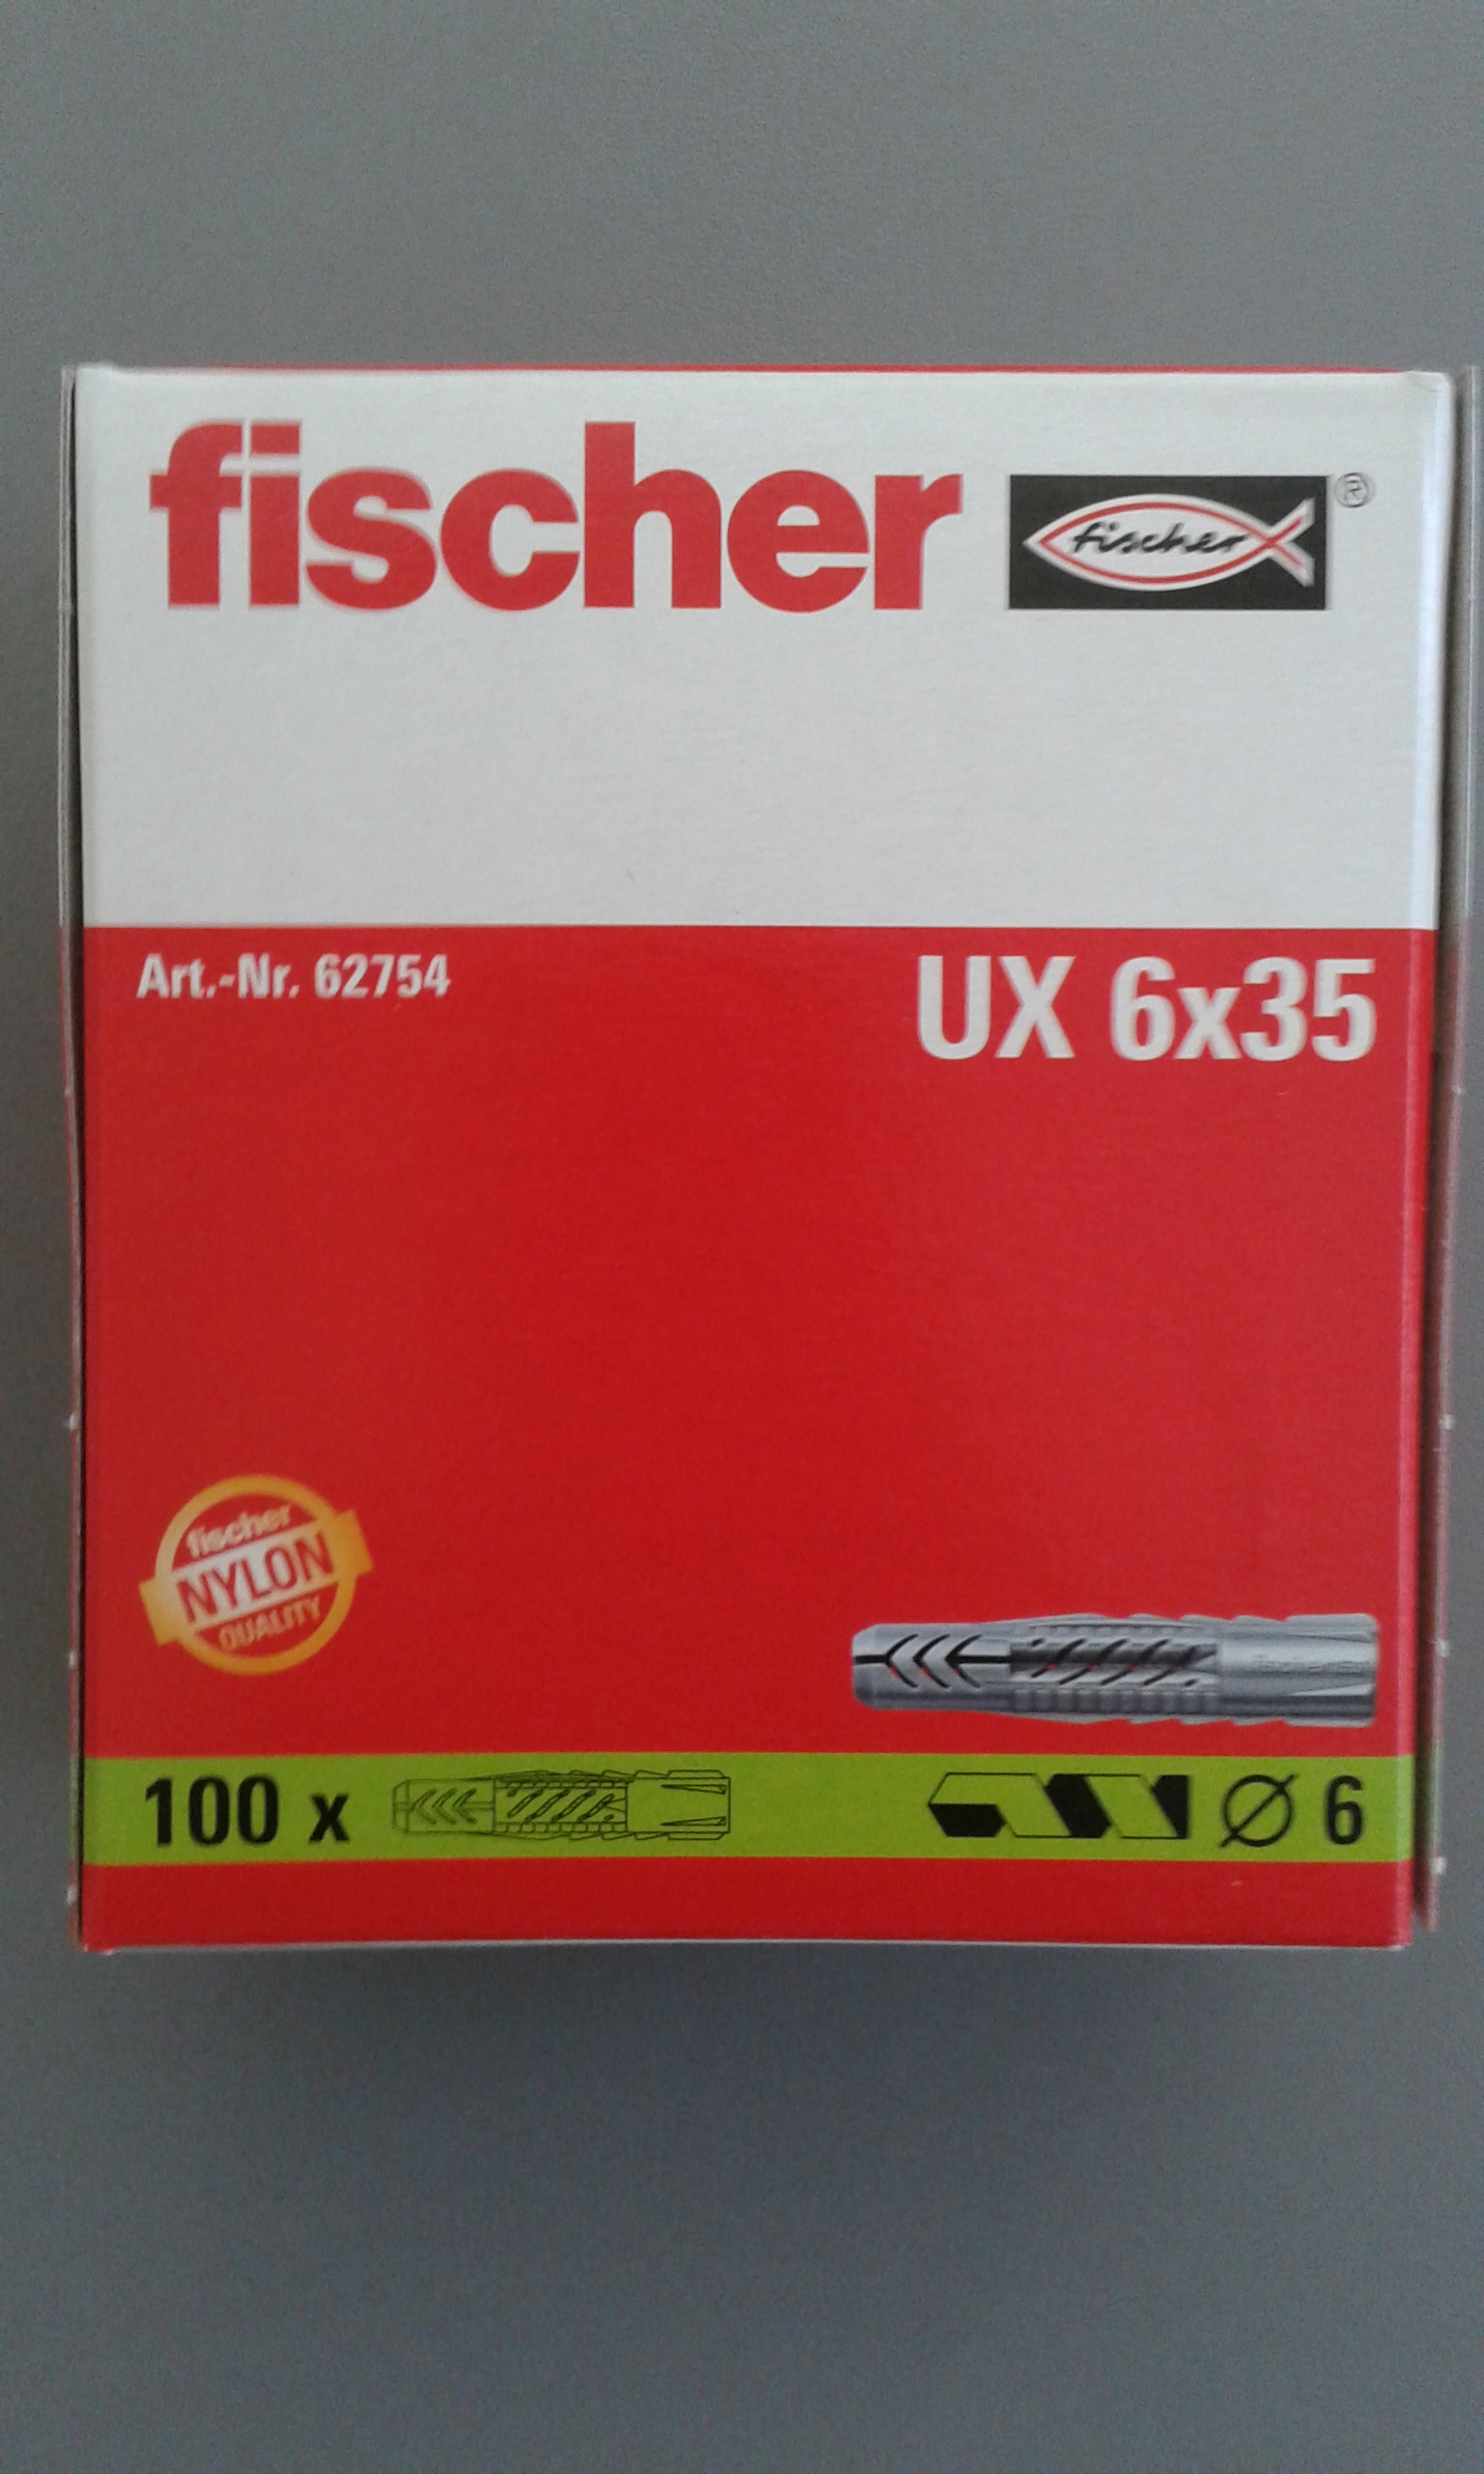 fischer
fischer ®
Art.-Nr. 62754
UX 6x35
fischer
NYLON
QUALITY
100 x
Ø 6